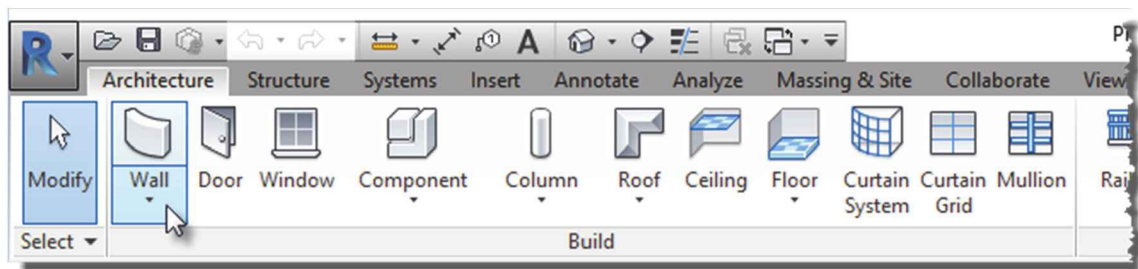 R
A
P
Architecture Structure Systems Insert Annotate Analyze Massing & Site Collaborate View
Modify Wall Door Window Component Column Roof Ceiling Floor Curtain System Curtain Grid Mullion Rai
Select Build